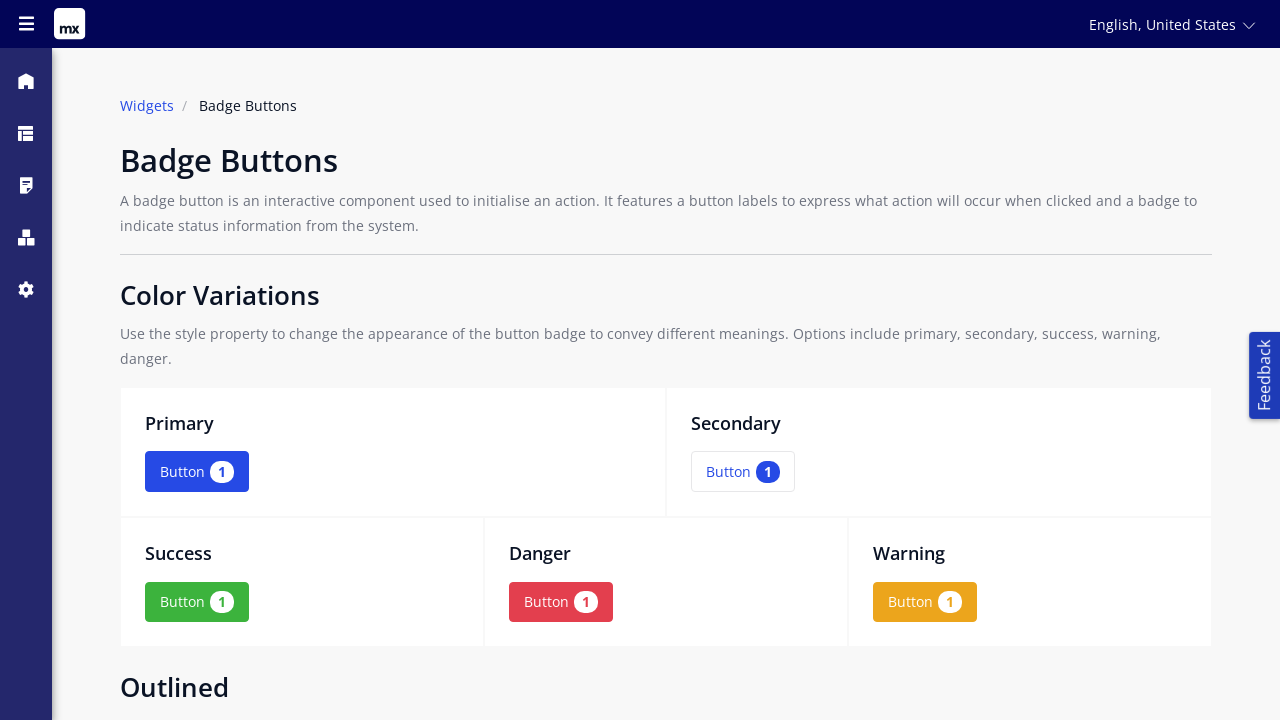 mx
English, United States
Widgets / Badge Buttons
Badge Buttons
A badge button is an interactive component used to initialise an action. It features a button labels to express what action will occur when clicked and a badge to
indicate status information from the system.
Color Variations
Use the style property to change the appearance of the button badge to convey different meanings. Options include primary, secondary, success, warning,
danger.
Feedback
Primary
Secondary
Button 1
Button 1
Success
Danger
Warning
Button 1
Button 1
Button 1
Outlined